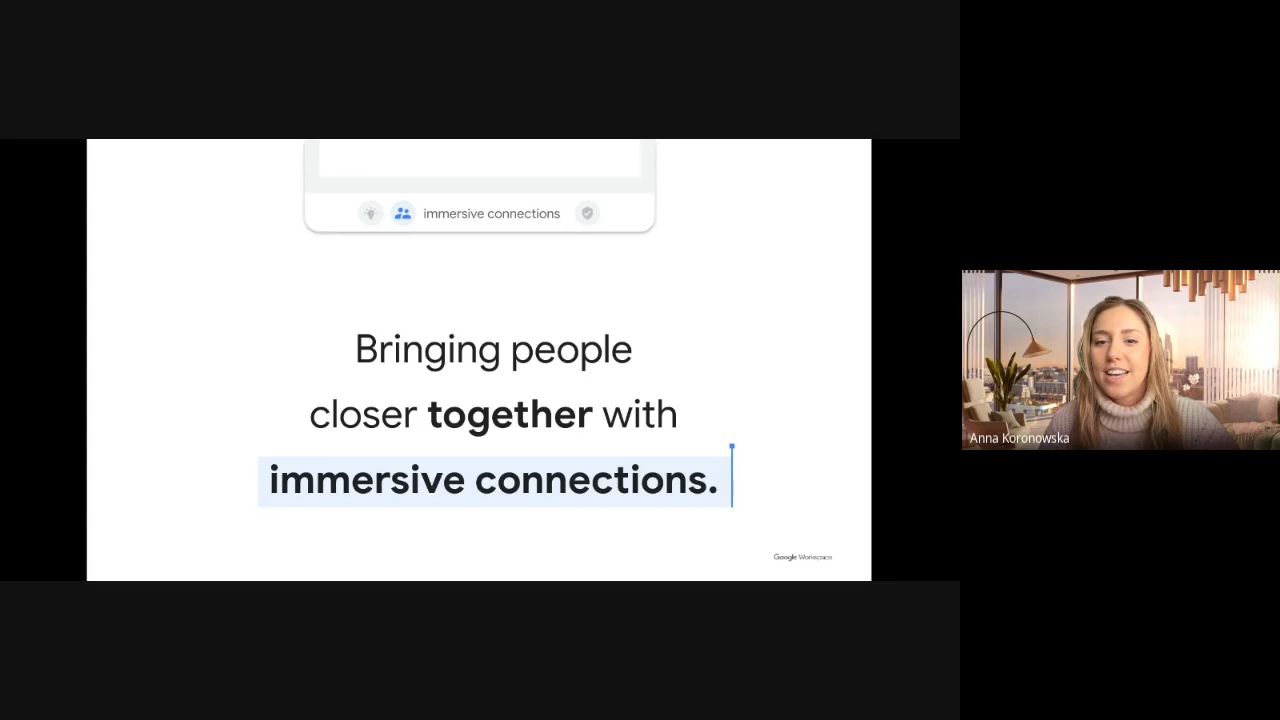 immersive connections
Bringing people
closer together with
immersive connections.
Google Workspace
Anna Koronowska